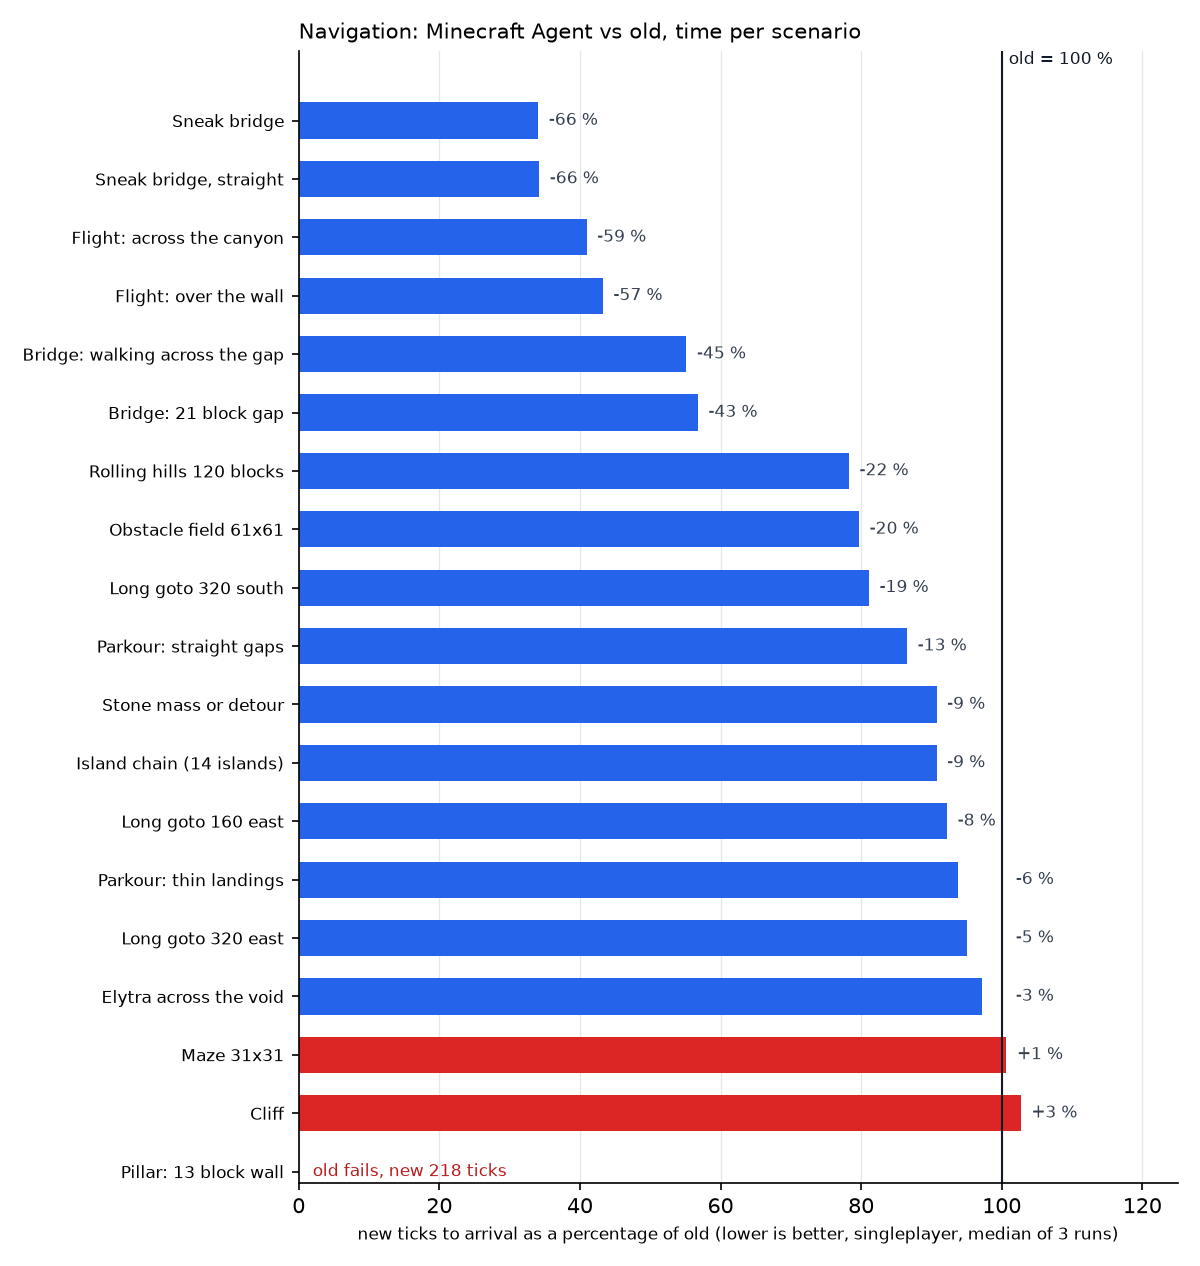 Navigation: Minecraft Agent vs old, time per scenario
old = 100 %
Sneak bridge -66 %
Sneak bridge, straight -66 %
Flight: across the canyon -59 %
Flight: over the wall -57 %
Bridge: walking across the gap -45 %
Bridge: 21 block gap -43 %
Rolling hills 120 blocks -22 %
Obstacle field 61x61 -20 %
Long goto 320 south -19 %
Parkour: straight gaps -13 %
Stone mass or detour -9 %
Island chain (14 islands) -9 %
Long goto 160 east -8 %
Parkour: thin landings -6 %
Long goto 320 east -5 %
Elytra across the void -3 %
Maze 31x31 +1 %
Cliff +3 %
Pillar: 13 block wall old fails, new 218 ticks
0 20 40 60 80 100 120
new ticks to arrival as a percentage of old (lower is better, singleplayer, median of 3 runs)